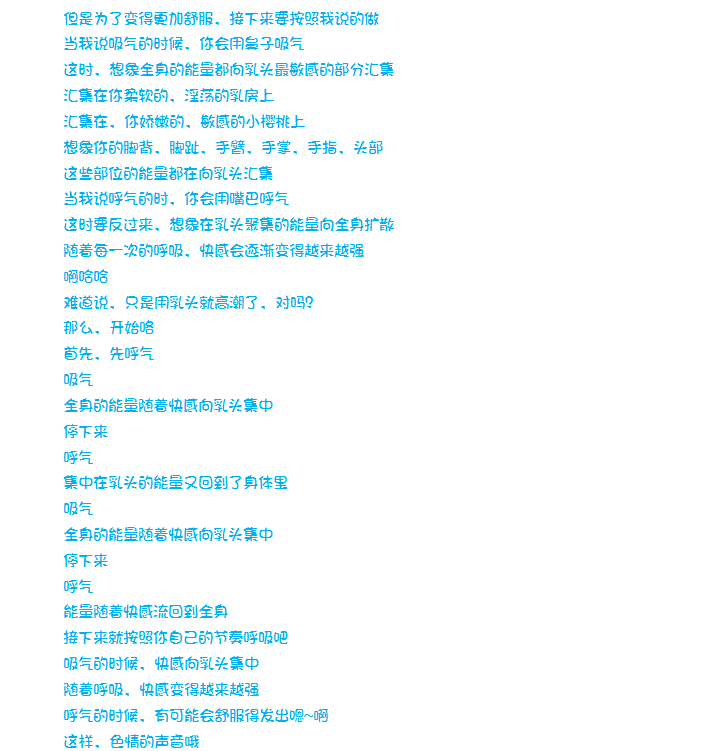 但是为了变得更加舒服、接下来要按照我说的做
当我说吸气的时候、你会用鼻子吸气
这时、想象全身的能量都向乳头最敏感的部分汇集
汇集在你柔软的、淫荡的乳房上
汇集在、你娇嫩的、敏感的小樱桃上
想象你的脚背、脚趾、手臂、手掌、手指、头部
这些部位的能量都在向乳头汇集
当我说呼气的时、你会用嘴巴呼气
这时要反过来、想象在乳头聚集的能量向全身扩散
随着每一次的呼吸、快感会逐渐变得越来越强
啊啥啥
难道说、只是用乳头就高潮了、对吗?
那么、开始咯
首先、先呼气
吸气
全身的能量随着快感向乳头集中
停下来
呼气
集中在乳头的能量又回到了身体里
吸气
全身的能量随着快感向乳头集中
停下来
呼气
能量随着快感流回到全身
接下来就按照你自己的节奏呼吸吧
吸气的时候、快感向乳头集中
随着呼吸、快感变得越来越强
呼气的时候、有可能会舒服得发出嗯~啊
这样、色情的声音哦